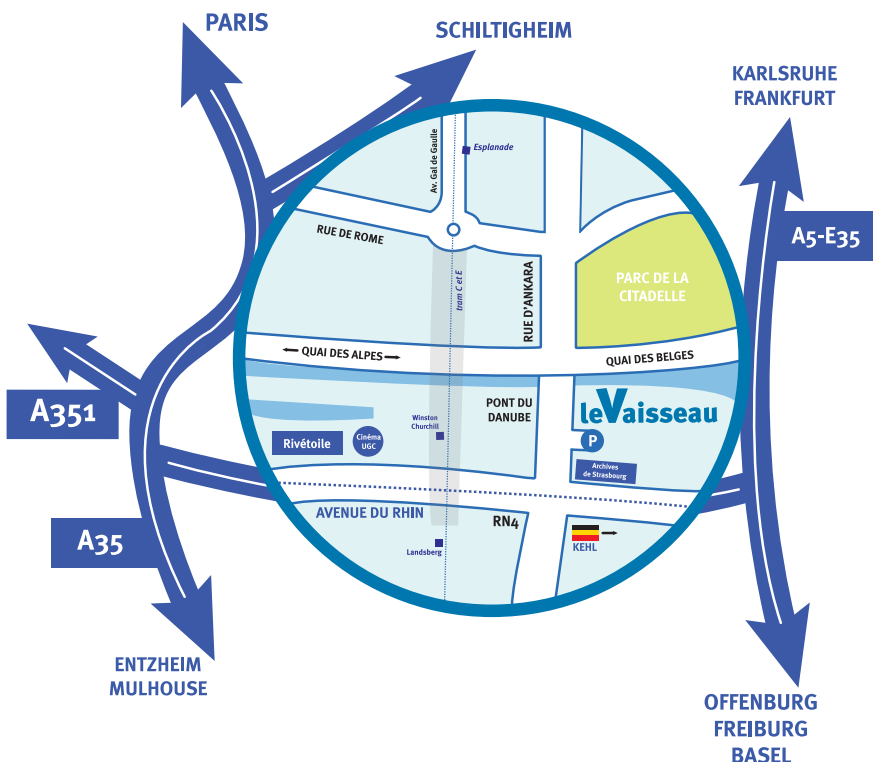 PARIS
SCHILTIGHEIM
KARLSRUHE
FRANKFURT
Av. Gal de Gaulle
Esplanade
RUE DE ROME
A5-E35
tram C et E
RUE D'ANKARA
PARC DE LA
CITADELLE
QUAI DES ALPES
QUAI DES BELGES
A351
PONT DU
DANUBE
leVaisseau
Winston
Churchill
Rivétoile
Cinéma
UGC
P
Archives
de Strasbourg
AVENUE DU RHIN
RN4
A35
Landsberg
KEHL
ENTZHEIM
MULHOUSE
OFFENBURG
FREIBURG
BASEL